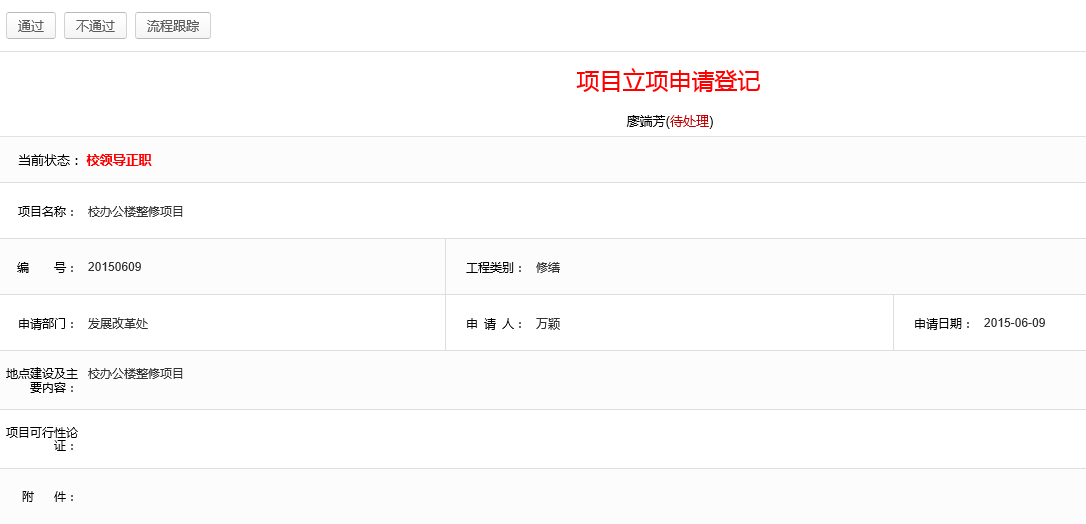 通过 不通过 流程跟踪
项目立项申请登记
廖端芳(待处理)
当前状态： 校领导正职
项目名称： 校办公楼整修项目
编 号： 20150609 工程类别： 修缮
申请部门： 发展改革处 申 请 人： 万颖 申请日期： 2015-06-09
地点建设及主
要内容： 校办公楼整修项目
项目可行性论
证：
附 件：